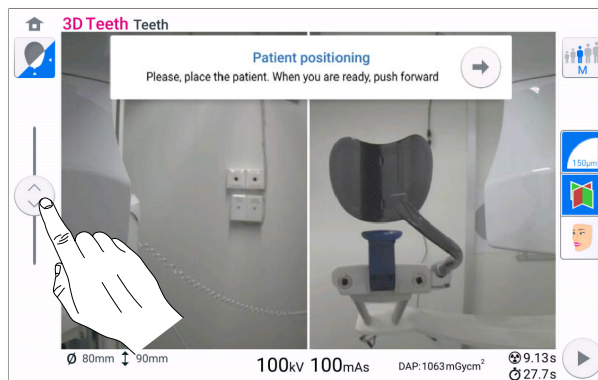 3D Teeth Teeth
Patient positioning
Please, place the patient. When you are ready, push forward
M
150μm
Ø 80mm ↕ 90mm
100kV 100mAs
DAP:1063mGycm²
9.13s
27.7s